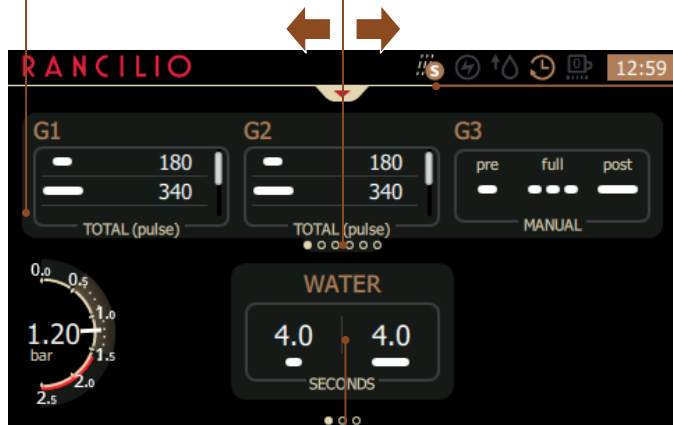 RANCILIO
S
12:59
G1
G2
G3
180
340
TOTAL (pulse)
180
340
TOTAL (pulse)
pre full post
MANUAL
0.0
0.5
1.0
1.5
2.0
2.5
1.20
bar
WATER
4.0 4.0
SECONDS